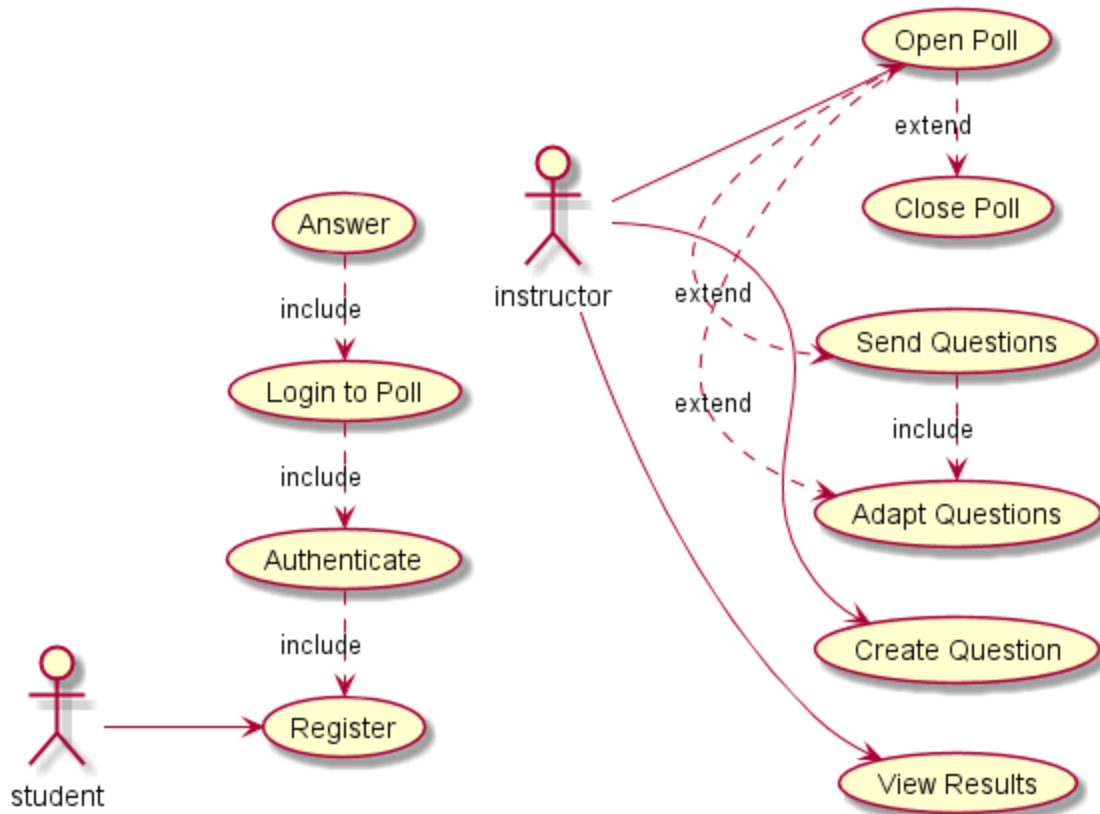 Open Poll
extend
Close Poll
Answer
include
instructor
extend
Send Questions
Login to Poll
extend
include
include
Adapt Questions
Authenticate
include
Create Question
Register
student
View Results